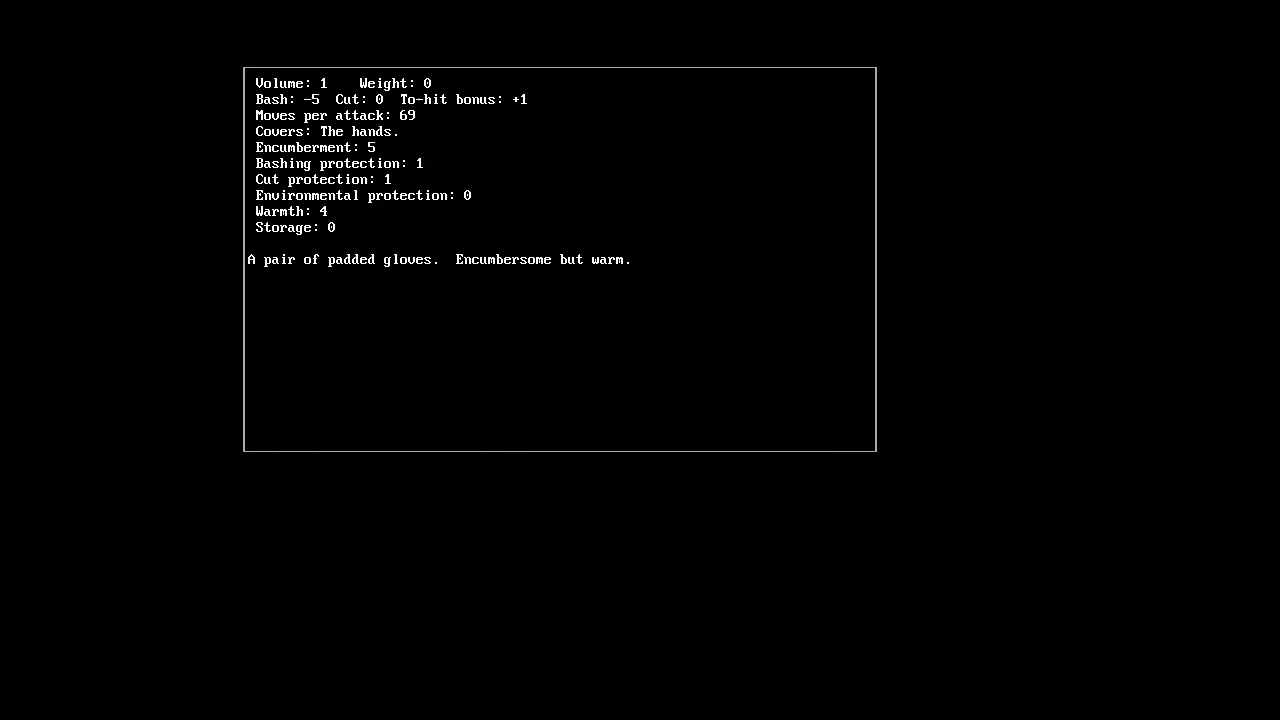 Volume: 1    Weight: 0
Bash: -5  Cut: 0  To-hit bonus: +1
Moves per attack: 69
Covers: The hands.
Encumberment: 5
Bashing protection: 1
Cut protection: 1
Environmental protection: 0
Warmth: 4
Storage: 0
A pair of padded gloves.  Encumbersome but warm.